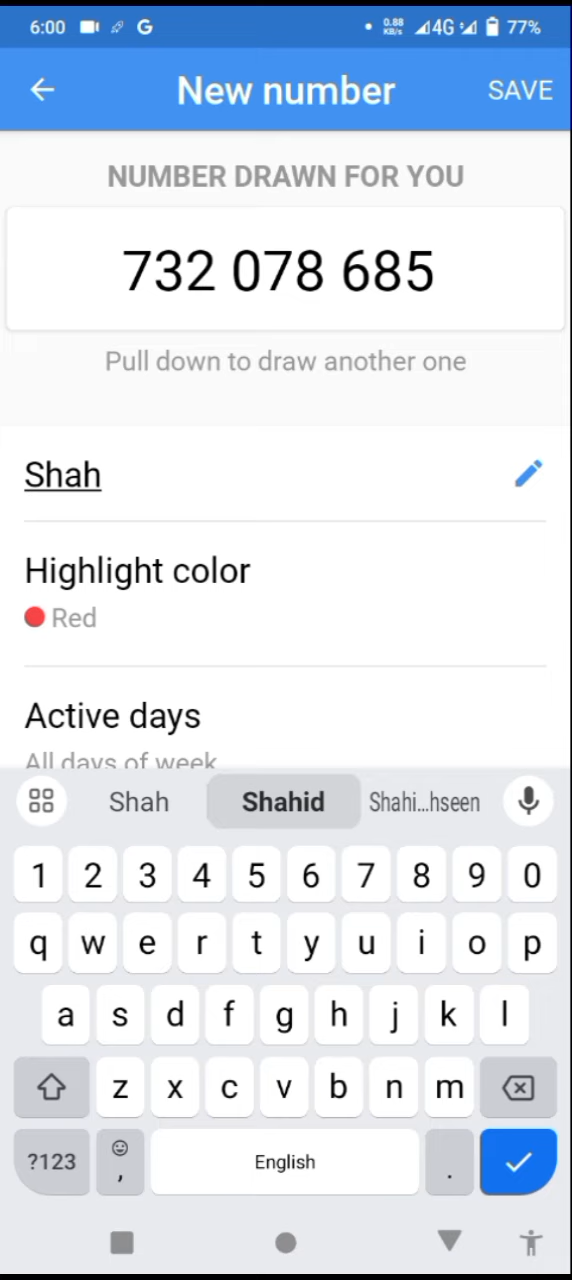 6:00 G 0.88 KB/s 4G 77%
New number SAVE
NUMBER DRAWN FOR YOU
732 078 685
Pull down to draw another one
Shah
Highlight color
Red
Active days
All days of week
Shah Shahid Shahi...hseen
1 2 3 4 5 6 7 8 9 0
q w e r t y u i o p
a s d f g h j k l
z x c v b n m
?123 , English .